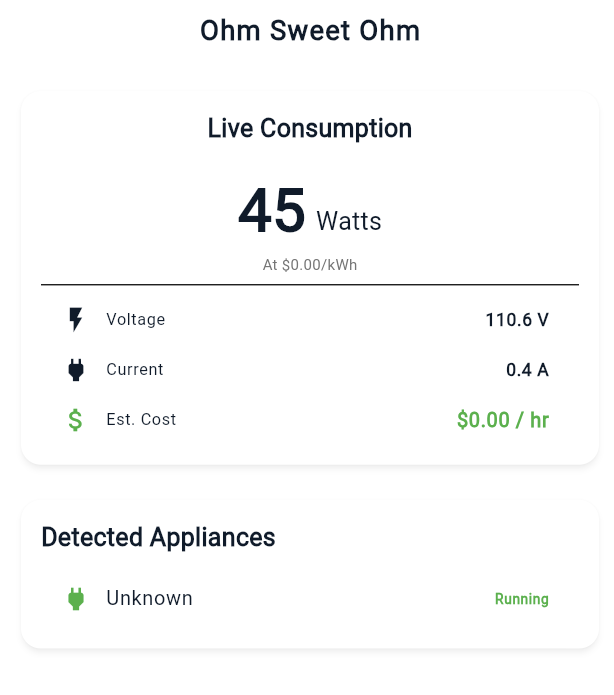 Ohm Sweet Ohm
Live Consumption
45 Watts
At $0.00/kWh
Voltage 110.6 V
Current 0.4 A
Est. Cost $0.00 / hr
Detected Appliances
Unknown Running